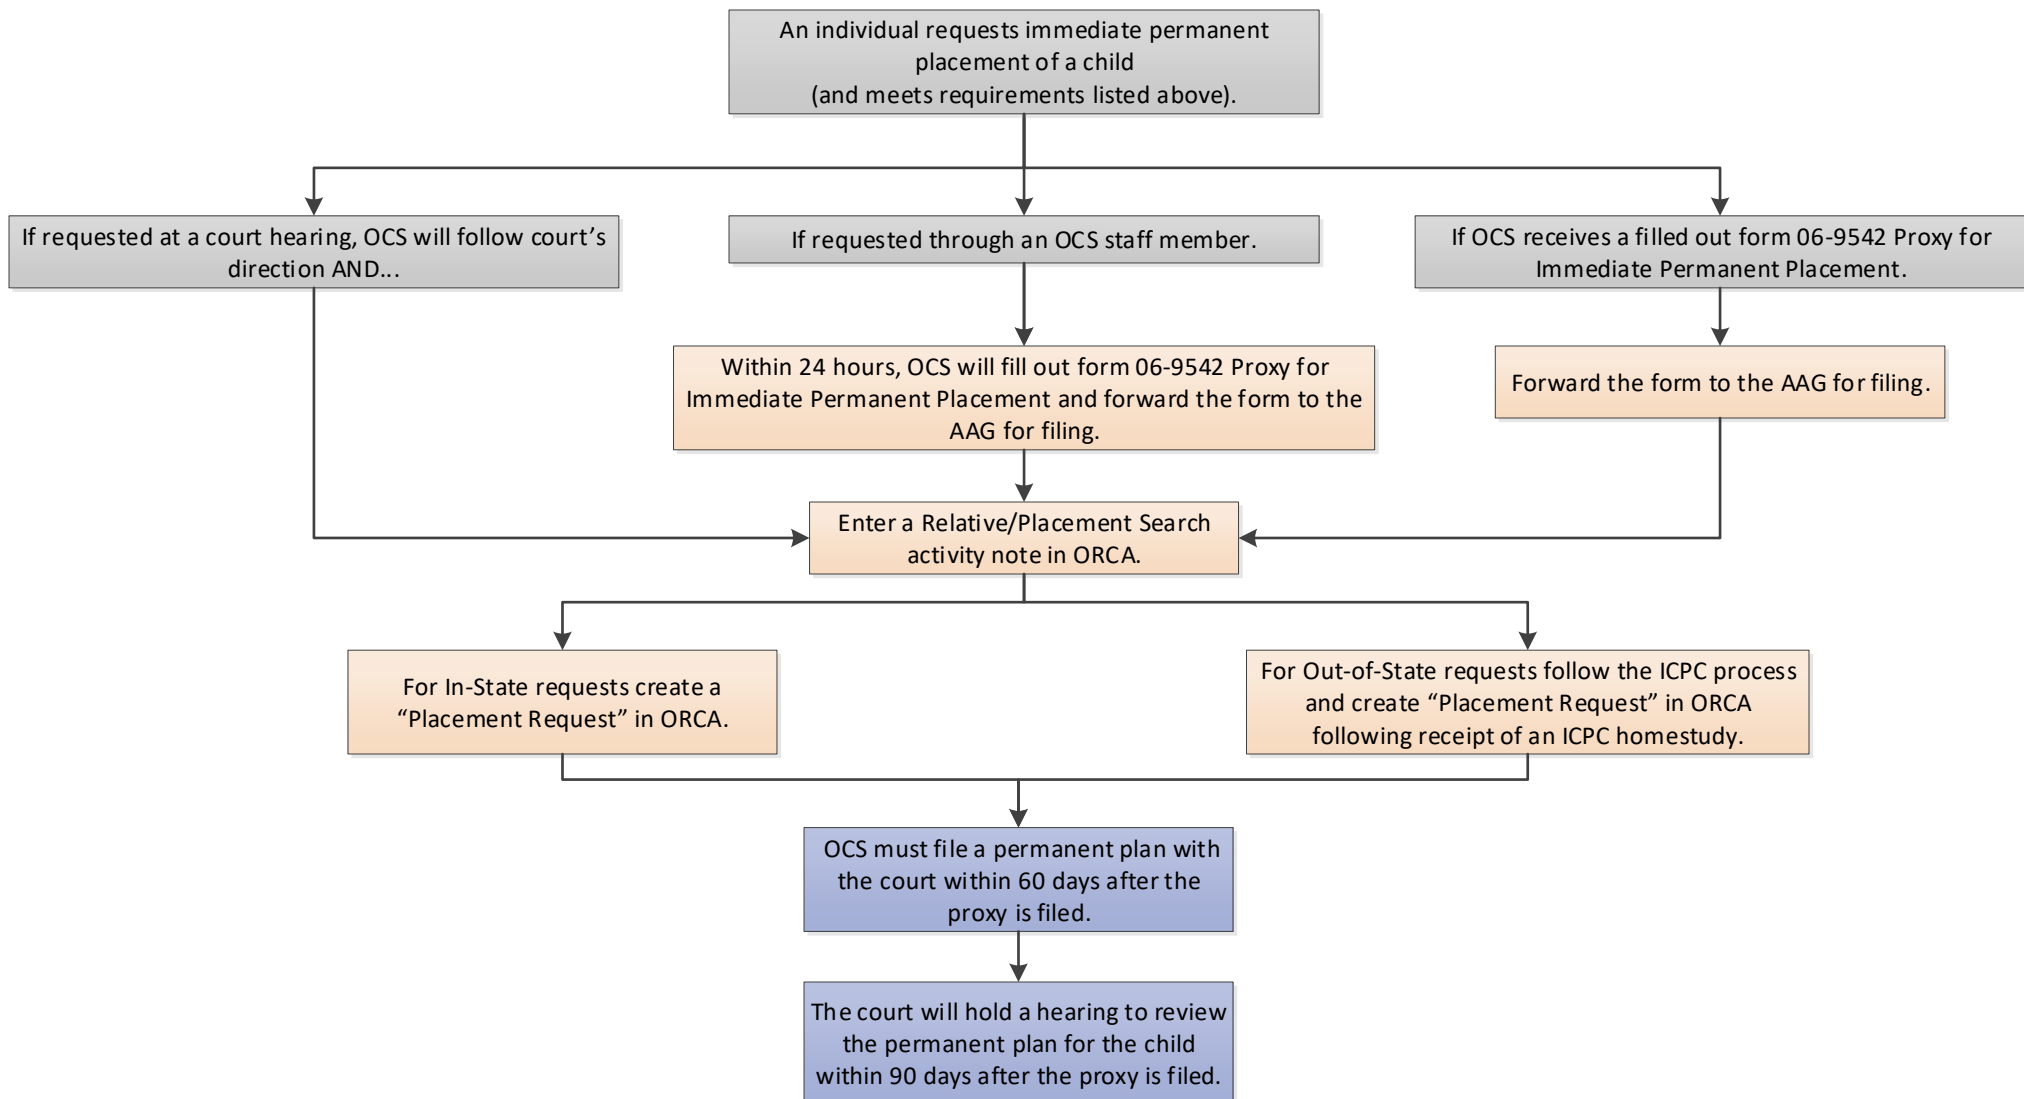 An individual requests immediate permanent
placement of a child
(and meets requirements listed above).
If requested at a court hearing, OCS will follow court’s
direction AND...
If requested through an OCS staff member.
If OCS receives a filled out form 06-9542 Proxy for
Immediate Permanent Placement.
Within 24 hours, OCS will fill out form 06-9542 Proxy for
Immediate Permanent Placement and forward the form to the
AAG for filing.
Forward the form to the AAG for filing.
Enter a Relative/Placement Search
activity note in ORCA.
For In-State requests create a
“Placement Request” in ORCA.
For Out-of-State requests follow the ICPC process
and create “Placement Request” in ORCA
following receipt of an ICPC homestudy.
OCS must file a permanent plan with
the court within 60 days after the
proxy is filed.
The court will hold a hearing to review
the permanent plan for the child
within 90 days after the proxy is filed.